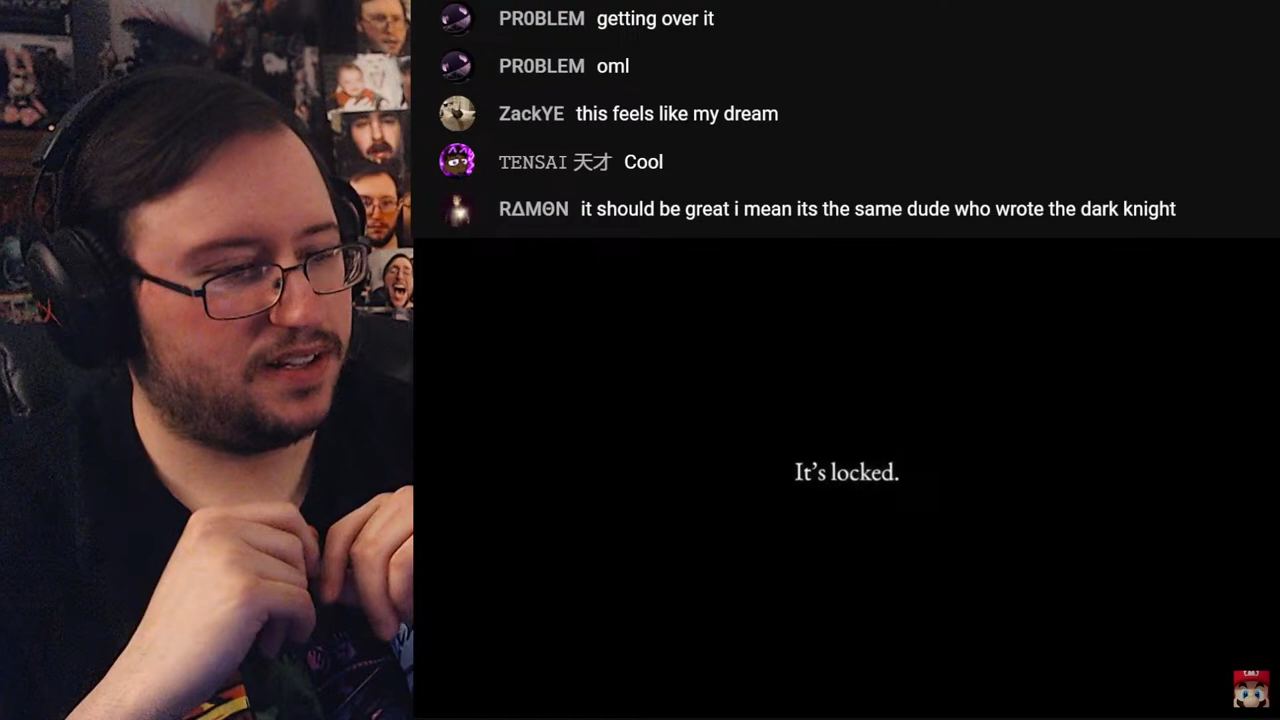 PR0BLEM getting over it
PR0BLEM oml
ZackYE this feels like my dream
TENSAI 天才 Cool
RΔMΘN it should be great i mean its the same dude who wrote the dark knight
It’s locked.